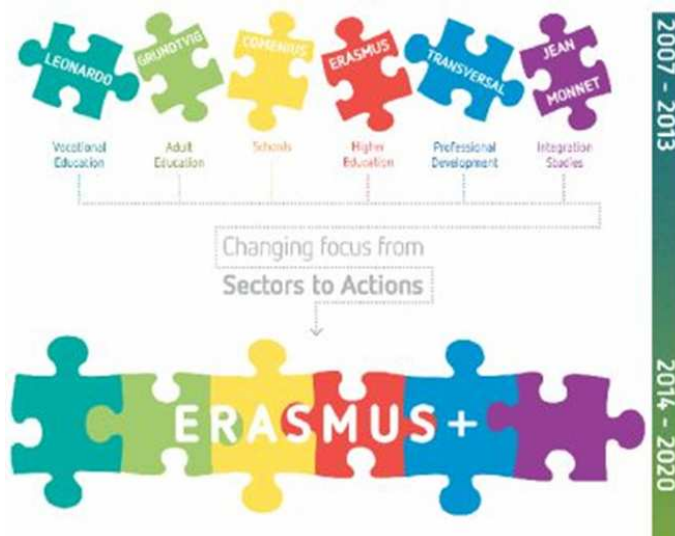 LEONARDO
GRUNDTVIG
COMENIUS
ERASMUS
TRANSVERSAL
JEAN
MONNET
Vocational
Education
Adult
Education
Schools
Higher
Education
Professional
Development
Integration
Studies
Changing focus from
Sectors to Actions
ERASMUS+
2007 - 2013
2014 - 2020